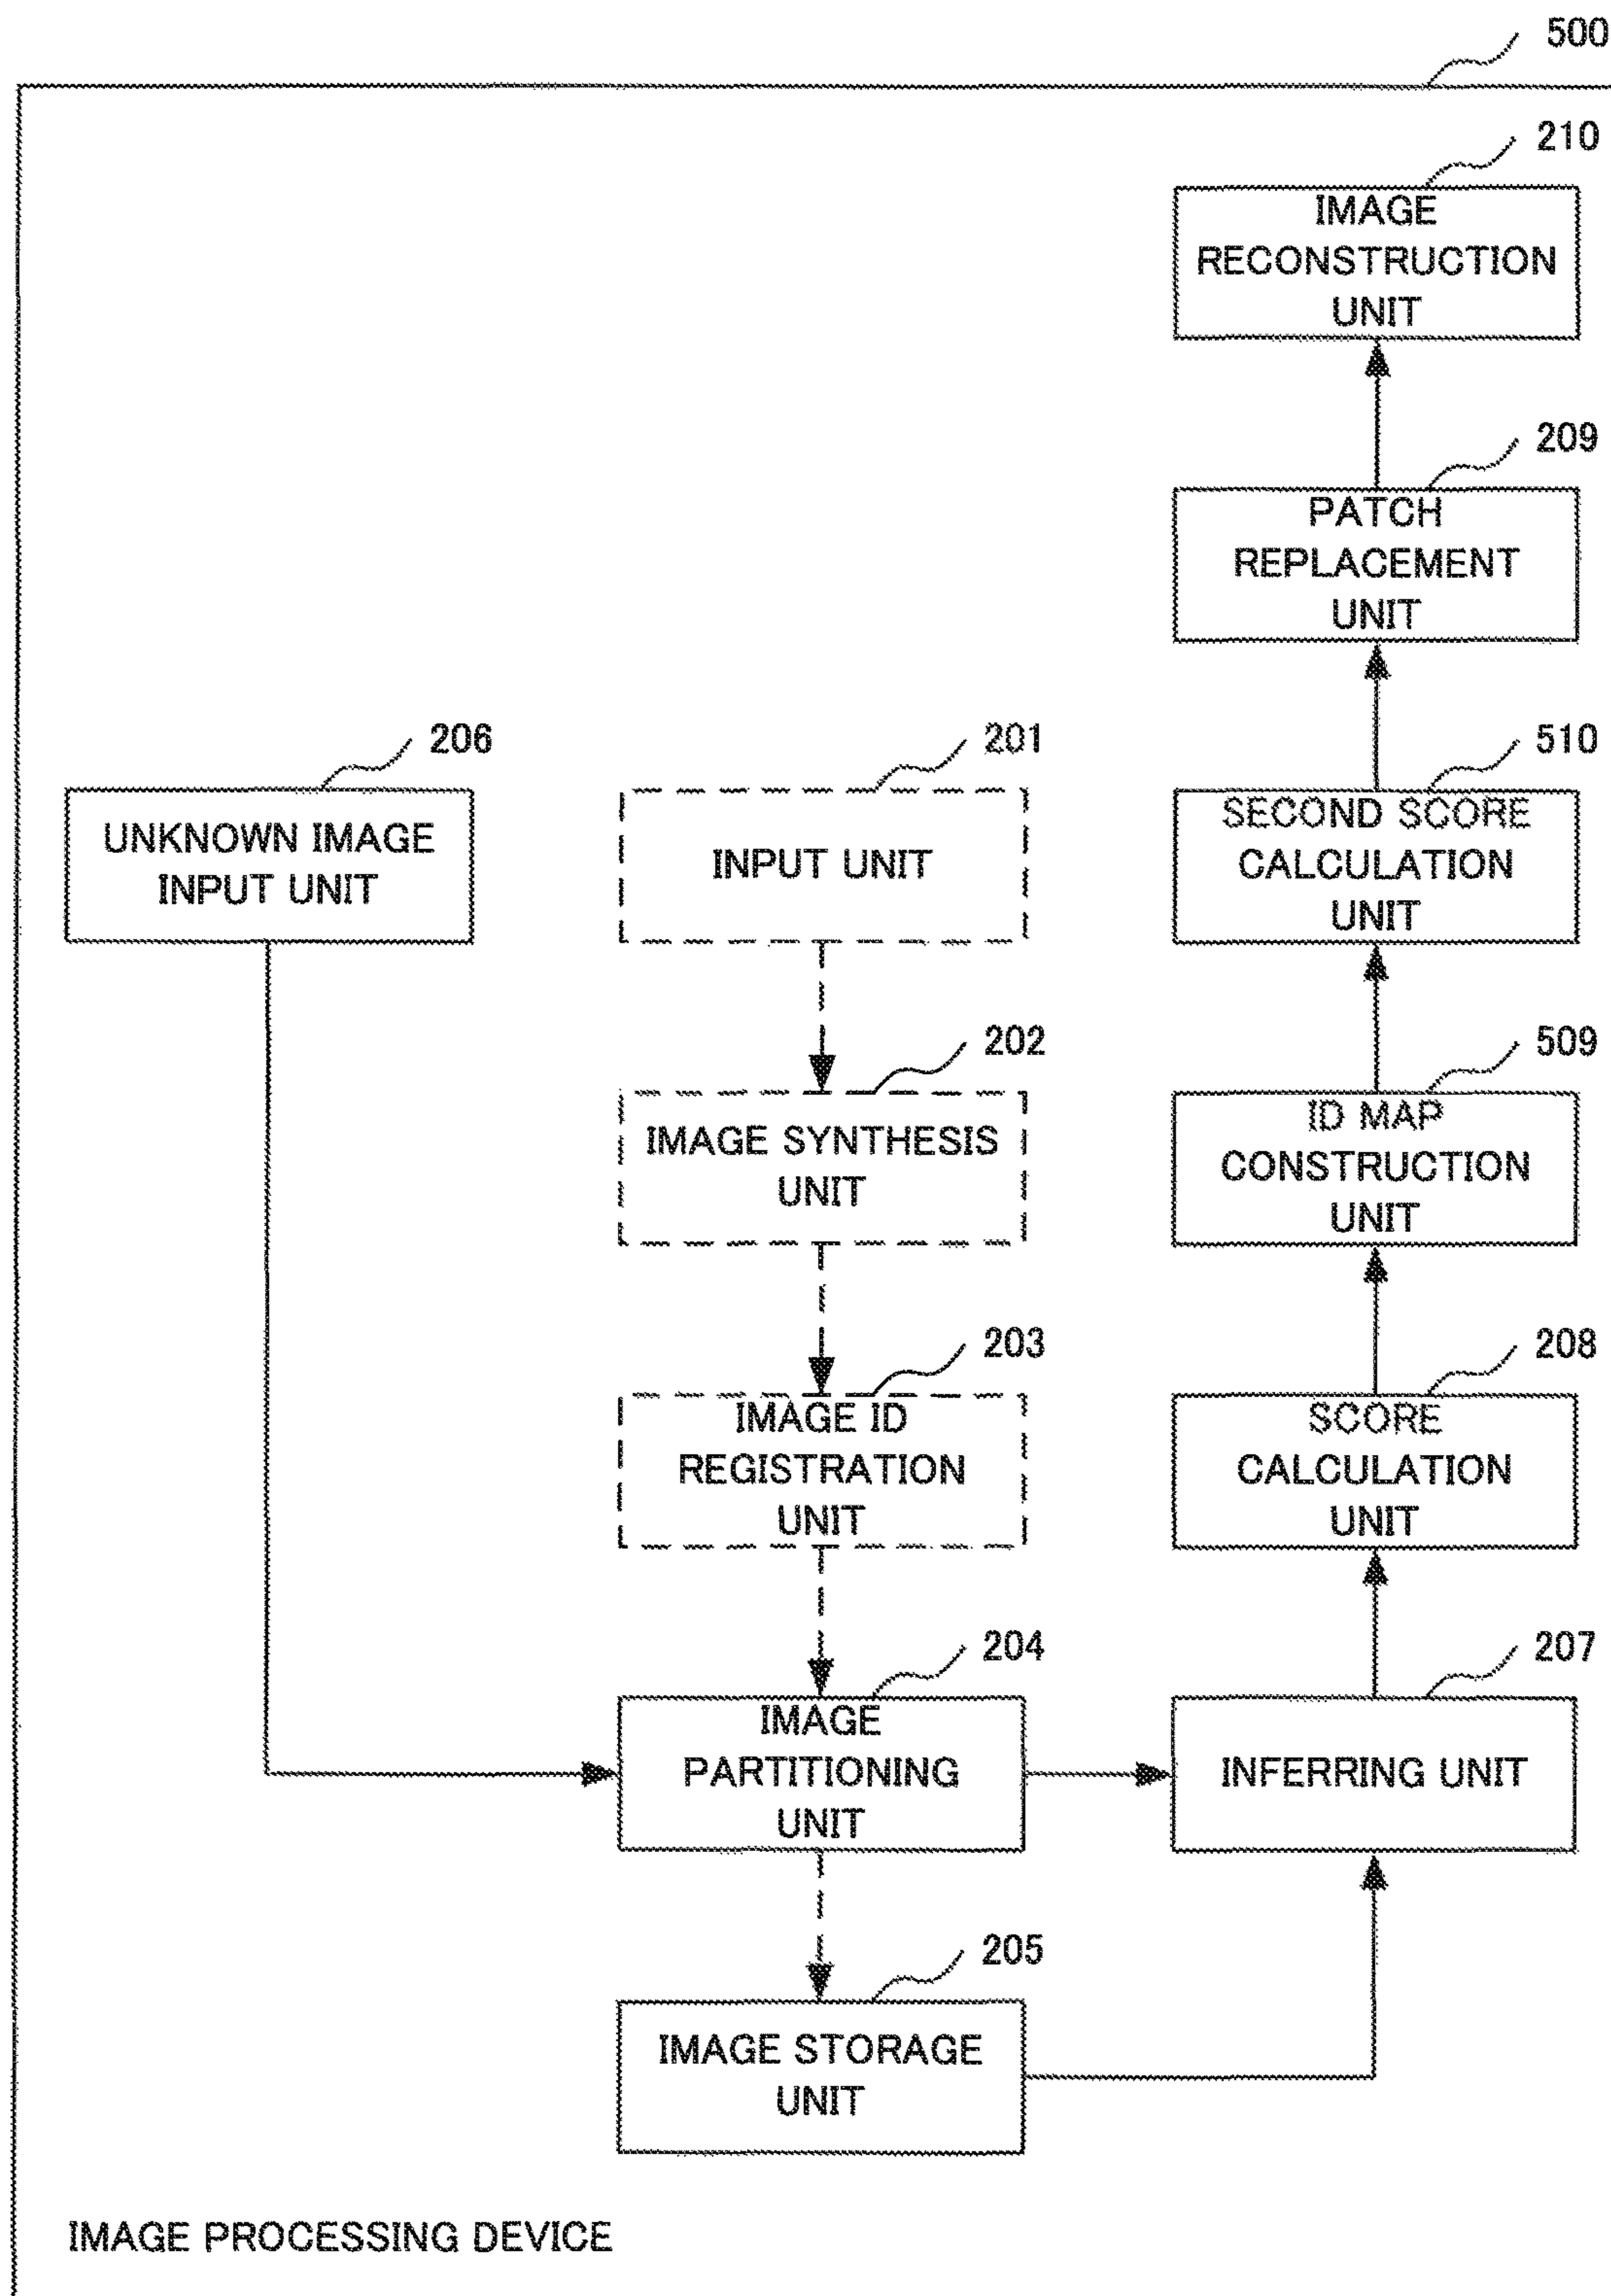 500
210
IMAGE
RECONSTRUCTION
UNIT
209
PATCH
REPLACEMENT
UNIT
206
UNKNOWN IMAGE
INPUT UNIT
201
INPUT UNIT
510
SECOND SCORE
CALCULATION
UNIT
202
IMAGE SYNTHESIS
UNIT
509
ID MAP
CONSTRUCTION
UNIT
203
IMAGE ID
REGISTRATION
UNIT
208
SCORE
CALCULATION
UNIT
204
IMAGE
PARTITIONING
UNIT
207
INFERRING UNIT
205
IMAGE STORAGE
UNIT
IMAGE PROCESSING DEVICE